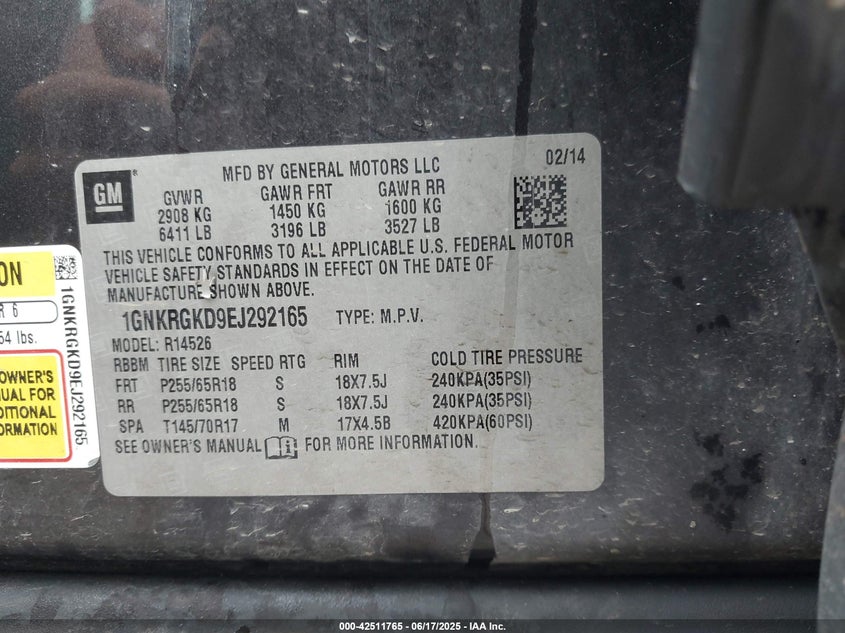 MFD BY GENERAL MOTORS LLC 02/14
GM
GVWR GAWR FRT GAWR RR
2908 KG 1450 KG 1600 KG
6411 LB 3196 LB 3527 LB
THIS VEHICLE CONFORMS TO ALL APPLICABLE U.S. FEDERAL MOTOR
VEHICLE SAFETY STANDARDS IN EFFECT ON THE DATE OF
MANUFACTURE SHOWN ABOVE.
1GNKRGKD9EJ292165 TYPE: M.P.V.
MODEL: R14526
RBBM TIRE SIZE SPEED RTG RIM COLD TIRE PRESSURE
FRT P255/65R18 S 18X7.5J 240KPA(35PSI)
RR P255/65R18 S 18X7.5J 240KPA(35PSI)
SPA T145/70R17 M 17X4.5B 420KPA(60PSI)
SEE OWNER'S MANUAL FOR MORE INFORMATION.
ON
R 6
54 lbs.
OWNER'S
UAL FOR
DITIONAL
ORMATION
1GNKRGKD9EJ292165
000-42511765 - 06/17/2025 - IAA Inc.